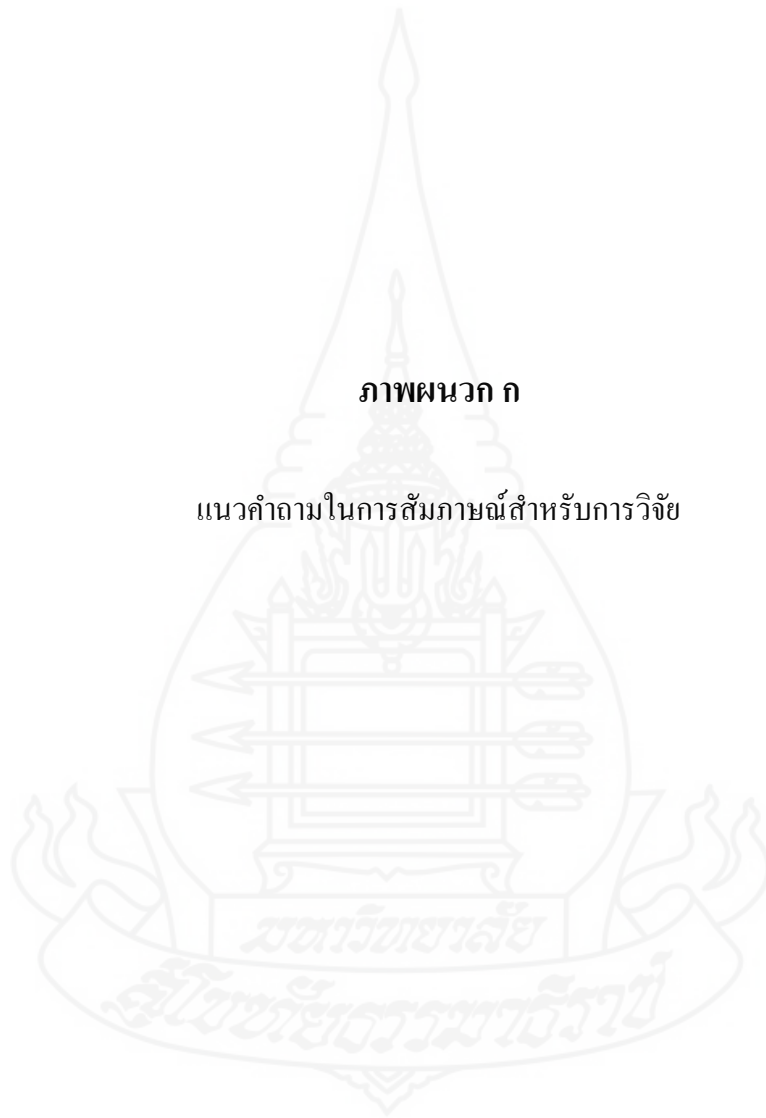 ภาพผนวก ก
แนวคำถามในการสัมภาษณ์สำหรับการวิจัย
มหาวิทยาลัย
สุโขทัยธรรมาธิราช